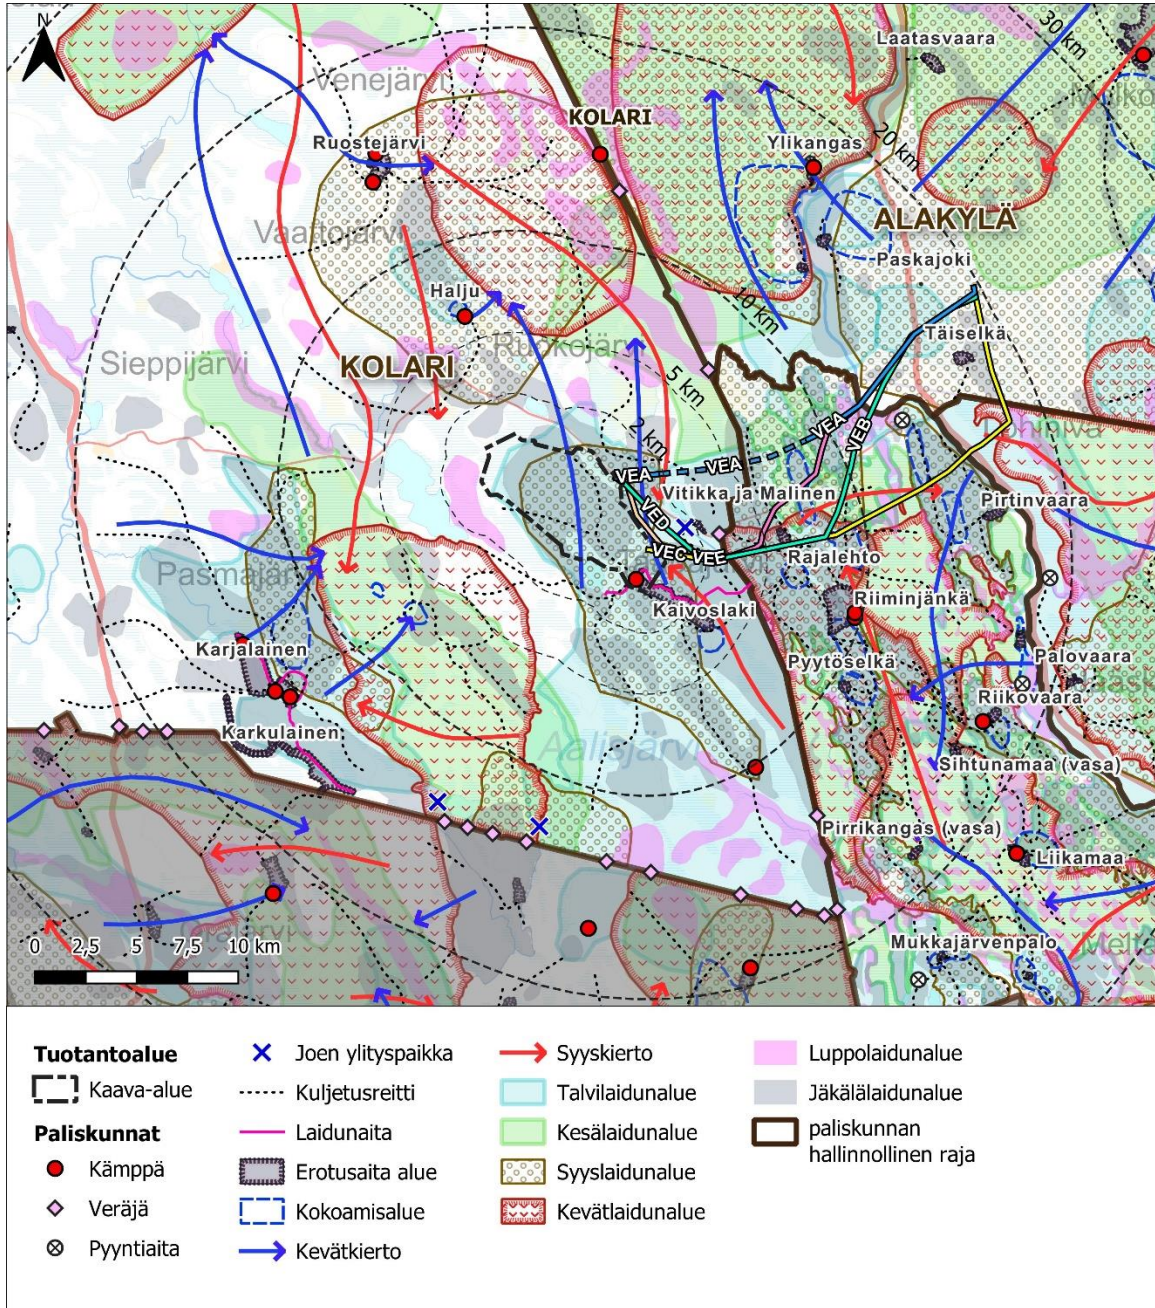 N
Laatasvaara
30 km
Venejärvi
KOLARI
Ruostejärvi
Ylikangas
20 km
ALAKYLÄ
Vaattojärvi
Paskajoki
Halju
10 km
Täiselkä
Ruokojärvi
Sieppijärvi
KOLARI
5 km
2 km
VEA
VEB
VEA
VEA
Lohiniva
Vitikka ja Malinen
Pirtinvaara
VED
VEC
VEE
Rajalehto
Pasmajärvi
Kaivoslaki
Riiminjänkä
Karjalainen
Pyytöselkä
Palovaara
Riikovaara
Karkulainen
Aalisjärvi
Sihtunamaa (vasa)
Pirrikangas (vasa)
Liikamaa
Mukkajärvenpalo
0 2,5 5 7,5 10 km
Tuotantoalue
Kaava-alue
Paliskunnat
Kämppä
Veräjä
Pyyntiaita
Joen ylityspaikka
Kuljetusreitti
Laidunaita
Erotusaita alue
Kokoamisalue
Kevätkierto
Syyskierto
Talvilaidunalue
Kesälaidunalue
Syyslaidunalue
Kevätlaidunalue
Luppolaidunalue
Jäkälälaidunalue
paliskunnan
hallinnollinen raja